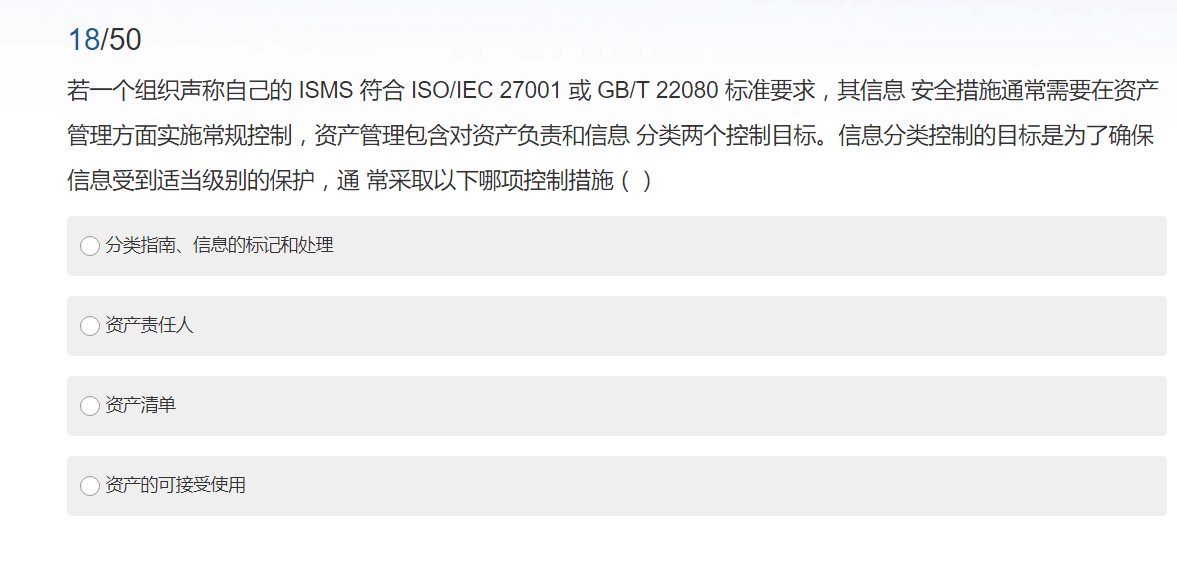 18/50
若一个组织声称自己的 ISMS 符合 ISO/IEC 27001 或 GB/T 22080 标准要求，其信息 安全措施通常需要在资产
管理方面实施常规控制，资产管理包含对资产负责和信息 分类两个控制目标。信息分类控制的目标是为了确保
信息受到适当级别的保护，通 常采取以下哪项控制措施（ ）
分类指南、信息的标记和处理
资产责任人
资产清单
资产的可接受使用